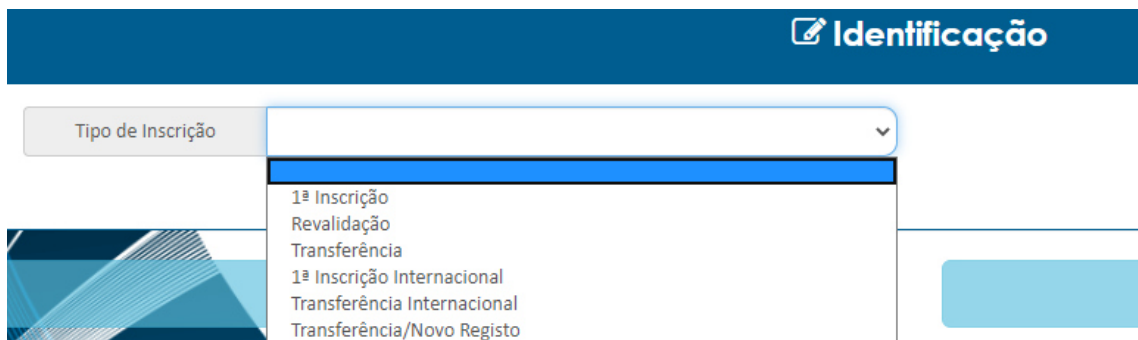 Identificação
Tipo de Inscrição
1ª Inscrição
Revalidação
Transferência
1ª Inscrição Internacional
Transferência Internacional
Transferência/Novo Registo